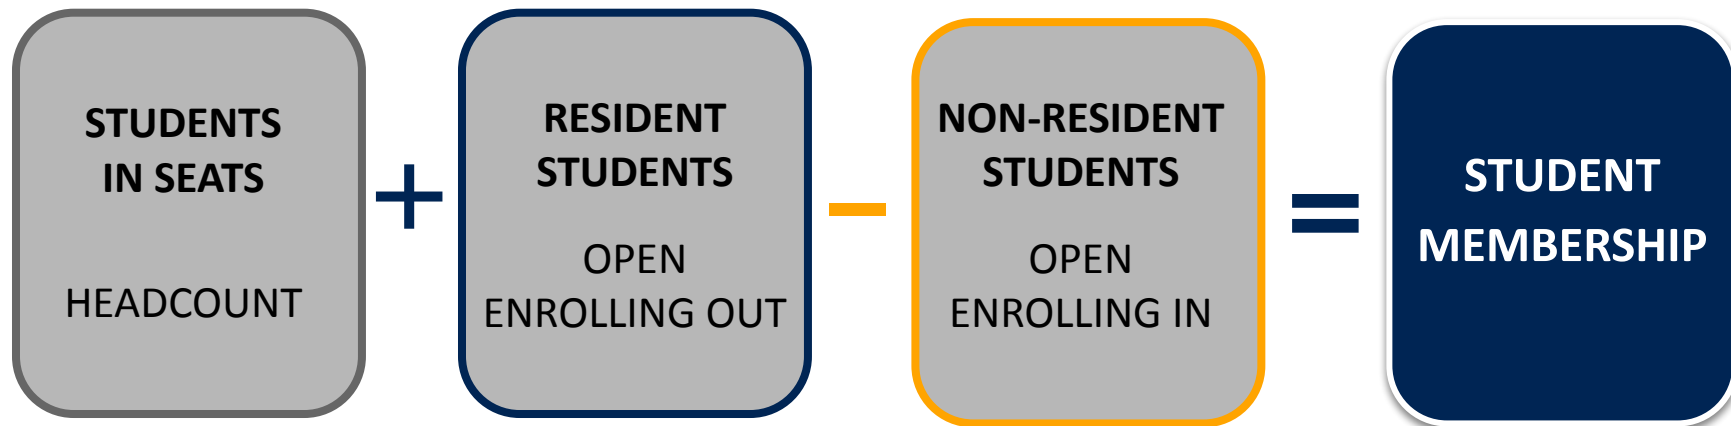 STUDENTS
IN SEATS
HEADCOUNT
+
RESIDENT
STUDENTS
OPEN
ENROLLING OUT
–
NON-RESIDENT
STUDENTS
OPEN
ENROLLING IN
=
STUDENT
MEMBERSHIP